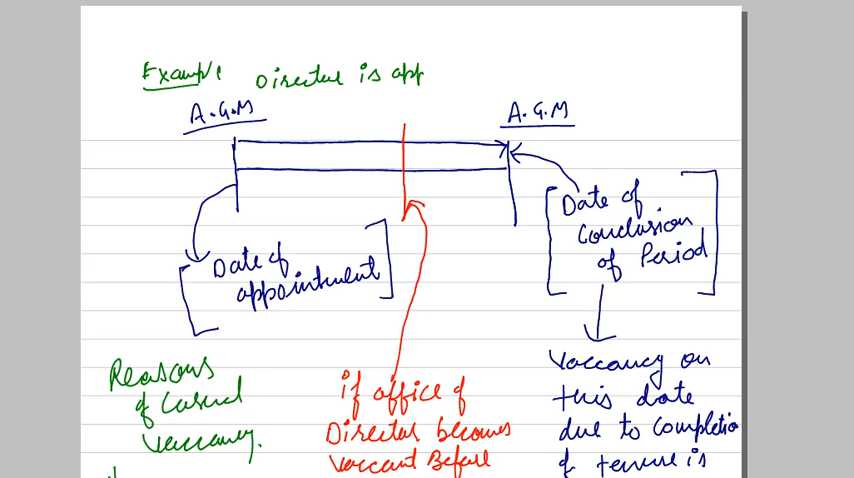 Example Director is app
A.G.M
A.G.M
Date of
appointment
Date of
Conclusion
of Period
Reasons
of Casual
Vaccancy.
if office of
Director becomes
Vaccant Before
Vaccancy on
this date
due to Completio
of tenure is